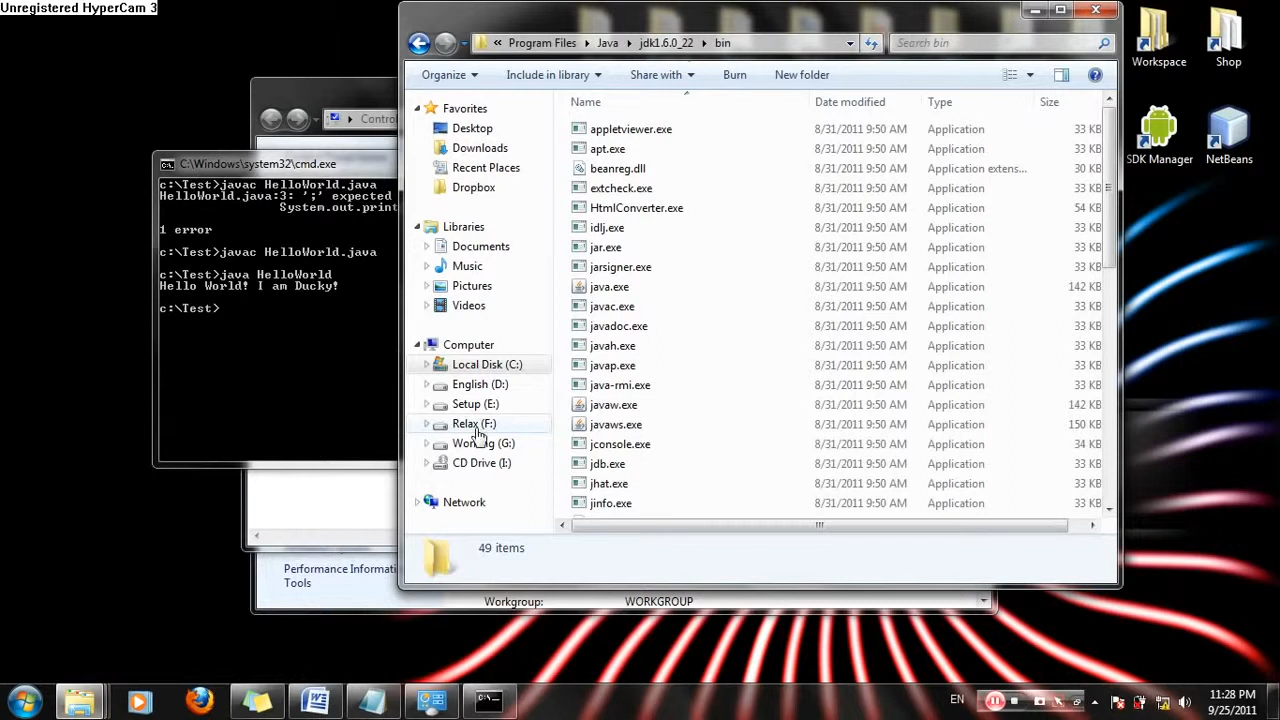 Unregistered HyperCam 3
« Program Files Java jdk1.6.0_22 bin
Search bin
Organize Include in library Share with Burn New folder
Name Date modified Type Size
Favorites
Desktop
Downloads
Recent Places
Dropbox
Libraries
Documents
Music
Pictures
Videos
Computer
Local Disk (C:)
English (D:)
Setup (E:)
Relax (F:)
(G:)
CD Drive (I:)
Network
appletviewer.exe 8/31/2011 9:50 AM Application 33 KB
apt.exe 8/31/2011 9:50 AM Application 33 KB
beanreg.dll 8/31/2011 9:50 AM Application extens... 30 KB
extcheck.exe 8/31/2011 9:50 AM Application 33 KB
HtmlConverter.exe 8/31/2011 9:50 AM Application 54 KB
idlj.exe 8/31/2011 9:50 AM Application 33 KB
jar.exe 8/31/2011 9:50 AM Application 33 KB
jarsigner.exe 8/31/2011 9:50 AM Application 33 KB
java.exe 8/31/2011 9:50 AM Application 142 KB
javac.exe 8/31/2011 9:50 AM Application 33 KB
javadoc.exe 8/31/2011 9:50 AM Application 33 KB
javah.exe 8/31/2011 9:50 AM Application 33 KB
javap.exe 8/31/2011 9:50 AM Application 33 KB
java-rmi.exe 8/31/2011 9:50 AM Application 33 KB
javaw.exe 8/31/2011 9:50 AM Application 142 KB
javaws.exe 8/31/2011 9:50 AM Application 150 KB
jconsole.exe 8/31/2011 9:50 AM Application 34 KB
jdb.exe 8/31/2011 9:50 AM Application 33 KB
jhat.exe 8/31/2011 9:50 AM Application 33 KB
jinfo.exe 8/31/2011 9:50 AM Application 33 KB
49 items
Contro
C:\Windows\system32\cmd.exe
c:\Test>javac HelloWorld.java
HelloWorld.java:3: ';' expected
System.out.print
1 error
c:\Test>javac HelloWorld.java
c:\Test>java HelloWorld
Hello World! I am Ducky!
c:\Test>
Performance Informati
Tools
Workgroup: WORKGROUP
Workspace
Shop
SDK Manager
NetBeans
EN
11:28 PM
9/25/2011